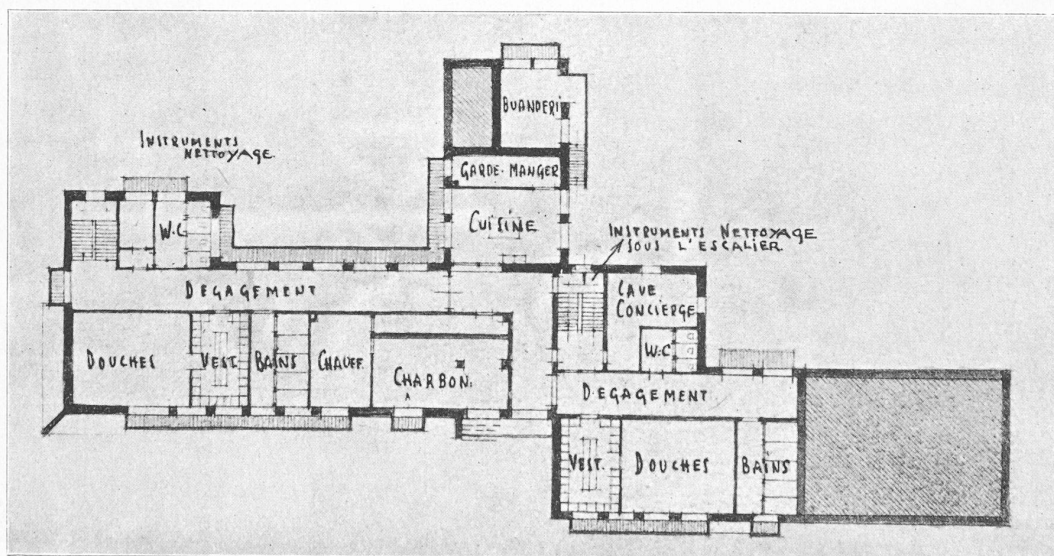 BUANDERI
INSTRUMENTS
NETTOYAGE.
GARDE-MANGER
W.C
CUISINE
INSTRUMENTS NETTOYAGE
SOUS L'ESCALIER.
DEGAGEMENT
CAVE
CONCIERGE
W-C
DOUCHES
VEST.
BAINS
CHAUFF.
CHARBON.
DEGAGEMENT
VEST.
DOUCHES
BAINS